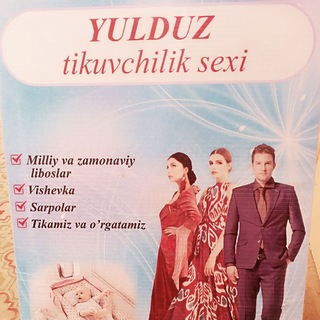 YULDUZ
tikuvchilik sexi
Milliy va zamonaviy
liboslar
Vishevka
Sarpolar
Tikamiz va o'rgatamiz